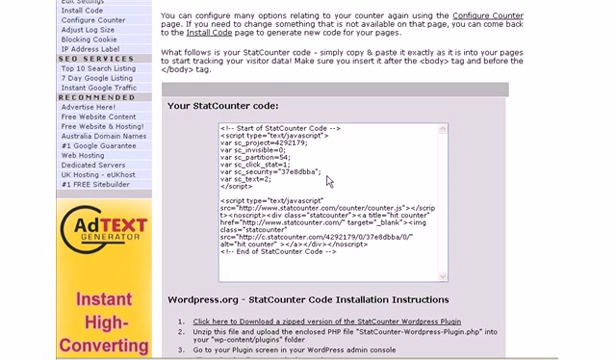 Edit Settings
Install Code
Configure Counter
Adjust Log Size
Blocking Cookie
IP Address Label
SEO SERVICES
Top 10 Search Listing
7 Day Google Listing
Instant Google Traffic
RECOMMENDED
Advertise Here!
Free Website Content
Free Website & Hosting!
Australia Domain Names
#1 Google Guarantee
Web Hosting
Dedicated Servers
UK Hosting - eUKhost
#1 FREE Sitebuilder
AdTEXT
GENERATOR
Instant
High-
Converting
You can configure many options relating to your counter again using the Configure Counter
page. If you need to change something that is not available on that page, you can come back
to the Install Code page to generate new code for your pages.
What follows is your StatCounter code - simply copy & paste it exactly as it is into your pages
to start tracking your visitor data! Make sure you insert it after the <body> tag and before the
</body> tag.
Your StatCounter code:
<!-- Start of StatCounter Code -->
<script type="text/javascript">
var sc_project=4292179;
var sc_invisible=0;
var sc_partition=54;
var sc_click_stat=1;
var sc_security="37e8dbba";
var sc_text=2;
</script>
<script type="text/javascript"
src="http://www.statcounter.com/counter/counter.js"></scrip
t><noscript><div class="statcounter"><a title="hit counter"
href="http://www.statcounter.com/" target="_blank"><img
class="statcounter"
src="http://c.statcounter.com/4292179/0/37e8dbba/0/"
alt="hit counter" ></a></div></noscript>
<!-- End of StatCounter Code -->
Wordpress.org - StatCounter Code Installation Instructions
1. Click here to Download a zipped version of the StatCounter Wordpress Plugin
2. Unzip this file and upload the enclosed PHP file "StatCounter-Wordpress-Plugin.php" into
your "wp-content/plugins" folder
3. Go to your Plugin screen in your WordPress admin console